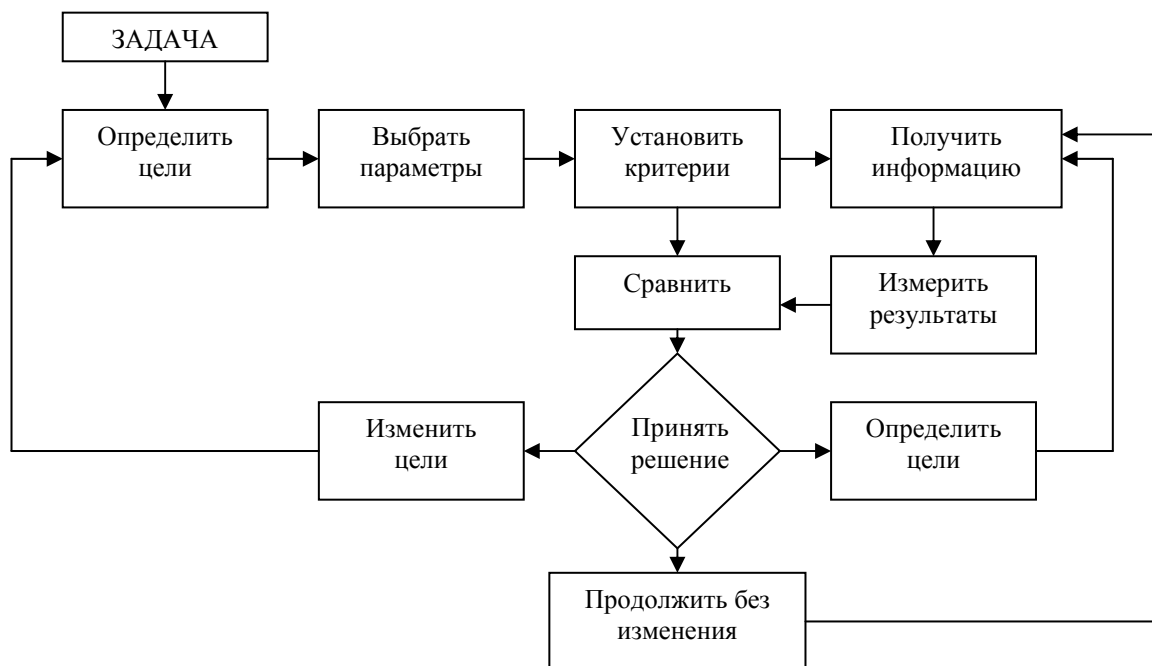 ЗАДАЧА
Определить
цели
Выбрать
параметры
Установить
критерии
Получить
информацию
Сравнить
Измерить
результаты
Изменить
цели
Принять
решение
Определить
цели
Продолжить без
изменения